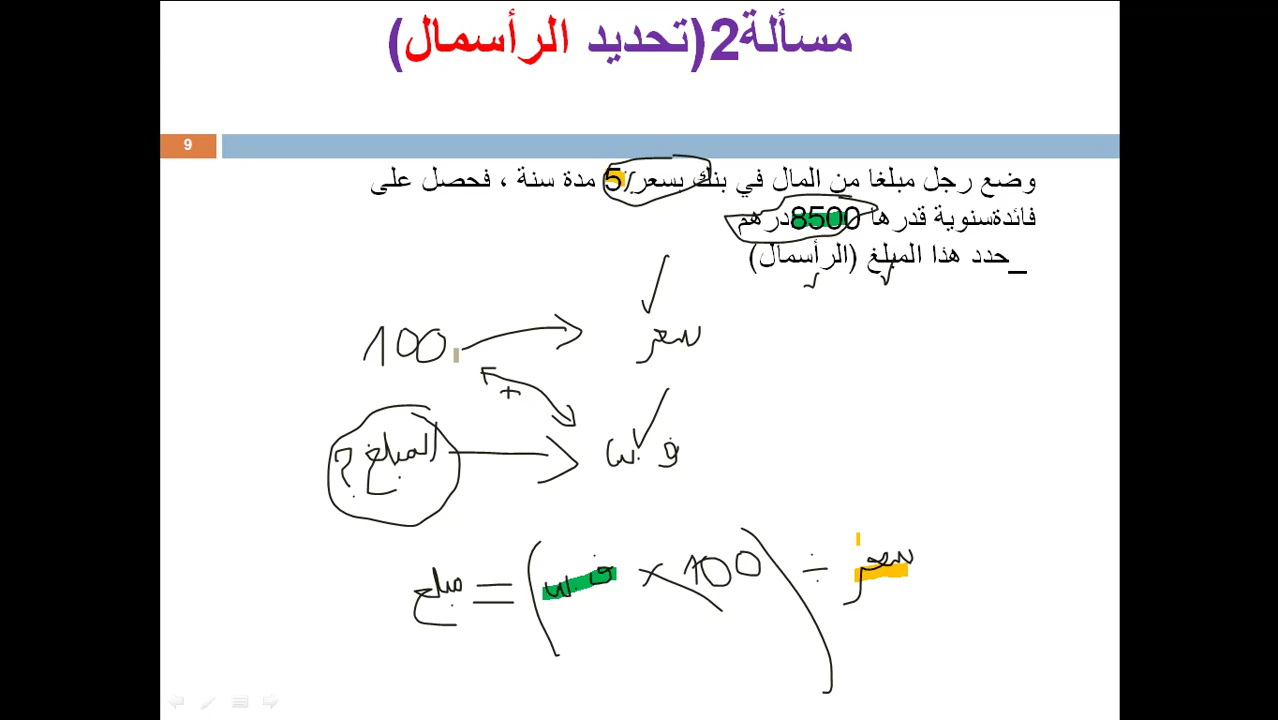 مسألة2(تحديد الرأسمال)
9
وضع رجل مبلغا من المال في بنك بسعر5٪ مدة سنة ، فحصل على
فائدةسنوية قدرها 8500درهم
_حدد هذا المبلغ (الرأسمال)
100 سعر
المبلغ ? ف س
مبلغ = (ف س × 100) ÷ سعر